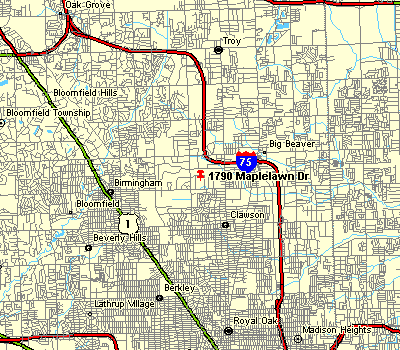 Oak Grove
Troy
Bloomfield Hills
Bloomfield Township
Big Beaver
75
1790 Maplelawn Dr
Birmingham
Bloomfield
1
Clawson
Beverly Hills
Berkley
Lathrup Village
Royal Oak
Madison Heights